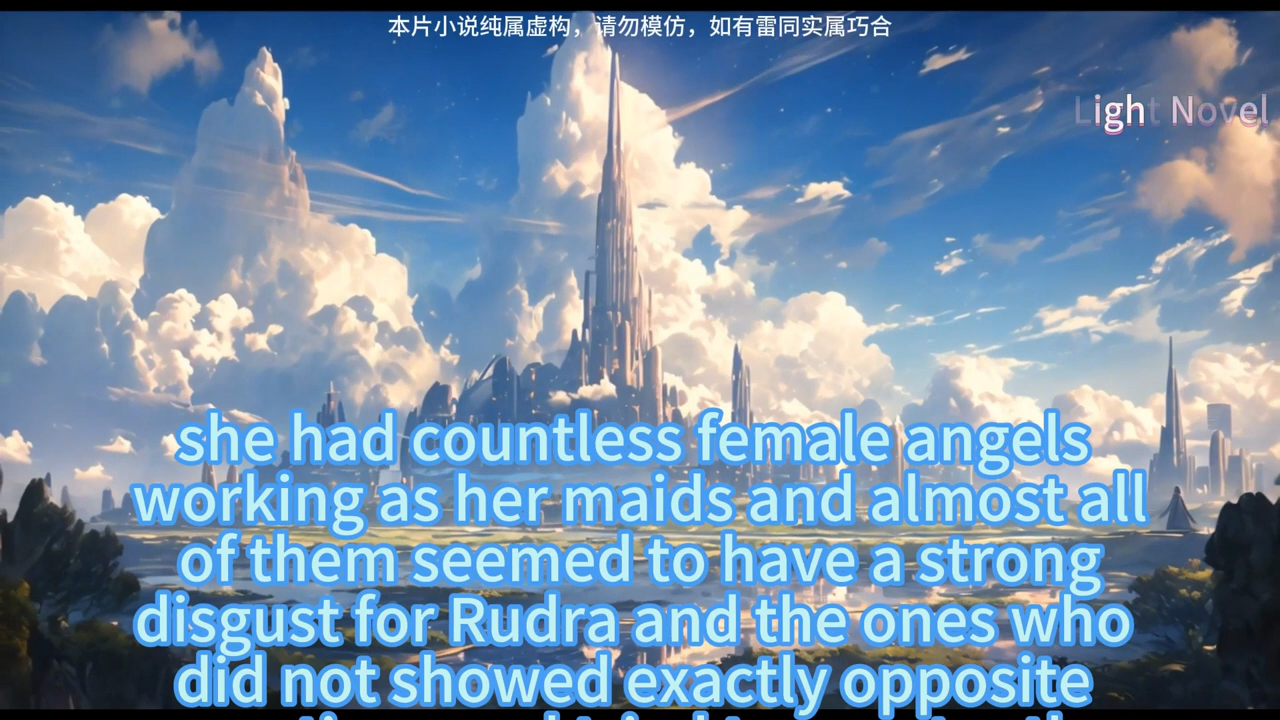 本片小说纯属虚构，请勿模仿，如有雷同实属巧合
Light Novel
she had countless female angels
working as her maids and almost all
of them seemed to have a strong
disgust for Rudra and the ones who
did not showed exactly opposite